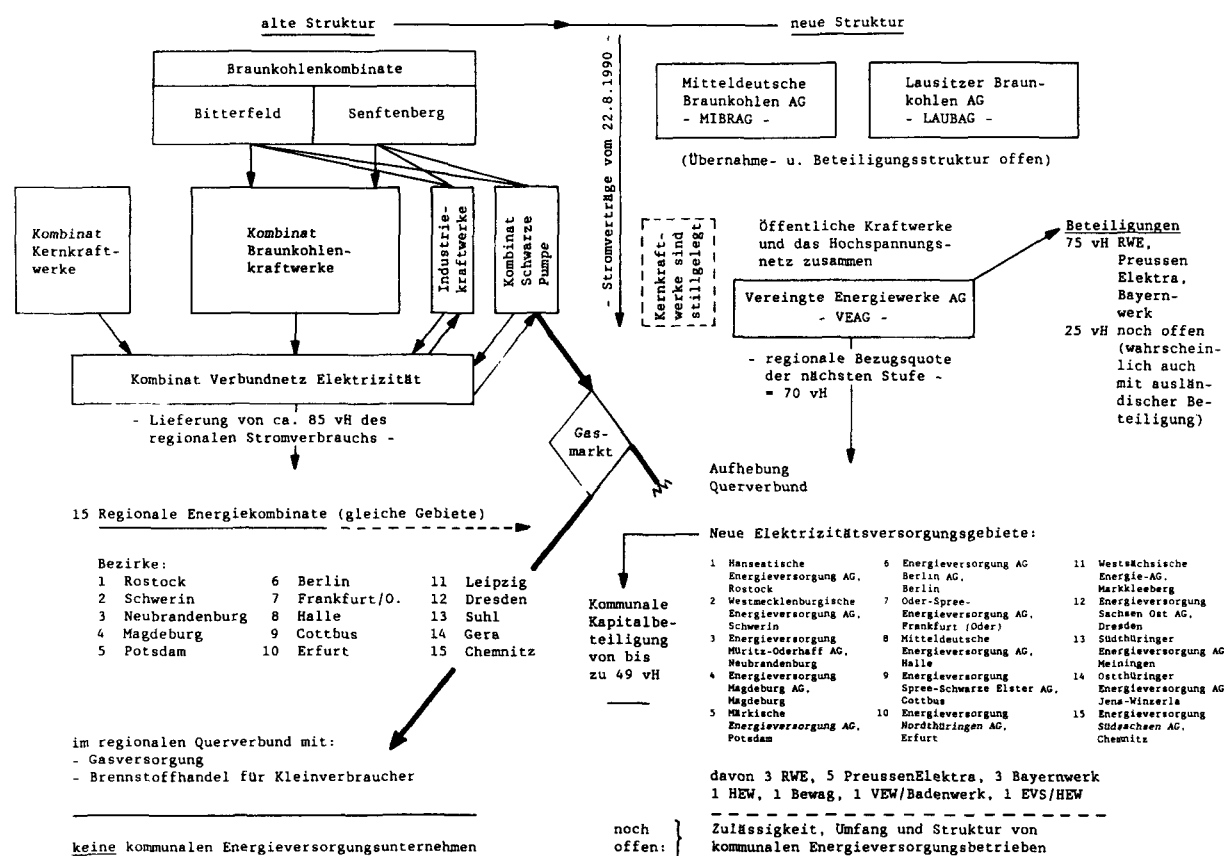 alte Struktur
neue Struktur
Braunkohlenkombinate
Bitterfeld
Senftenberg
Kombinat
Kernkraft-
werke
Kombinat
Braunkohlen-
kraftwerke
Industrie-
kraftwerke
Kombinat
Schwarze
Pumpe
Kombinat Verbundnetz Elektrizität
- Lieferung von ca. 85 vH des
regionalen Stromverbrauchs -
Gas-
markt
15 Regionale Energiekombinate (gleiche Gebiete)
Bezirke:
1 Rostock
2 Schwerin
3 Neubrandenburg
4 Magdeburg
5 Potsdam
6 Berlin
7 Frankfurt/O.
8 Halle
9 Cottbus
10 Erfurt
11 Leipzig
12 Dresden
13 Suhl
14 Gera
15 Chemnitz
im regionalen Querverbund mit:
- Gasversorgung
- Brennstoffhandel für Kleinverbraucher
keine kommunalen Energieversorgungsunternehmen
- Stromverträge vom 22.8.1990 -
Mitteldeutsche
Braunkohlen AG
- MIBRAG -
Lausitzer Braun-
kohlen AG
- LAUBAG -
(Übernahme- u. Beteiligungsstruktur offen)
Kernkraft-
werke sind
stillgelegt
Öffentliche Kraftwerke
und das Hochspannungs-
netz zusammen
Vereingte Energiewerke AG
- VEAG -
Beteiligungen
75 vH RWE,
Preussen
Elektra,
Bayern-
werk
25 vH noch offen
(wahrschein-
lich auch
mit auslän-
discher Be-
teiligung)
- regionale Bezugsquote
der nächsten Stufe -
= 70 vH
Aufhebung
Querverbund
Neue Elektrizitätsversorgungsgebiete:
Kommunale
Kapitalbe-
teiligung
von bis
zu 49 vH
1 Hanseatische
Energieversorgung AG,
Rostock
2 Westmecklenburgische
Energieversorgung AG,
Schwerin
3 Energieversorgung
Müritz-Oderhaff AG,
Neubrandenburg
4 Energieversorgung
Magdeburg AG,
Magdeburg
5 Märkische
Energieversorgung AG,
Potsdam
6 Energieversorgung AG
Berlin AG,
Berlin
7 Oder-Spree-
Energieversorgung AG,
Frankfurt (Oder)
8 Mitteldeutsche
Energieversorgung AG,
Halle
9 Energieversorgung
Spree-Schwarze Elster AG,
Cottbus
10 Energieversorgung
Nordthüringen AG,
Erfurt
11 Westsächsische
Energie-AG,
Markkleeberg
12 Energieversorgung
Sachsen Ost AG,
Dresden
13 Südthüringer
Energieversorgung AG
Meiningen
14 Ostthüringer
Energieversorgung AG
Jena-Winzerla
15 Energieversorgung
Südsachsen AG,
Chemnitz
davon 3 RWE, 5 PreussenElektra, 3 Bayernwerk
1 HEW, 1 Bewag, 1 VEW/Badenwerk, 1 EVS/HEW
noch
offen:
Zulässigkeit, Umfang und Struktur von
kommunalen Energieversorgungsbetrieben